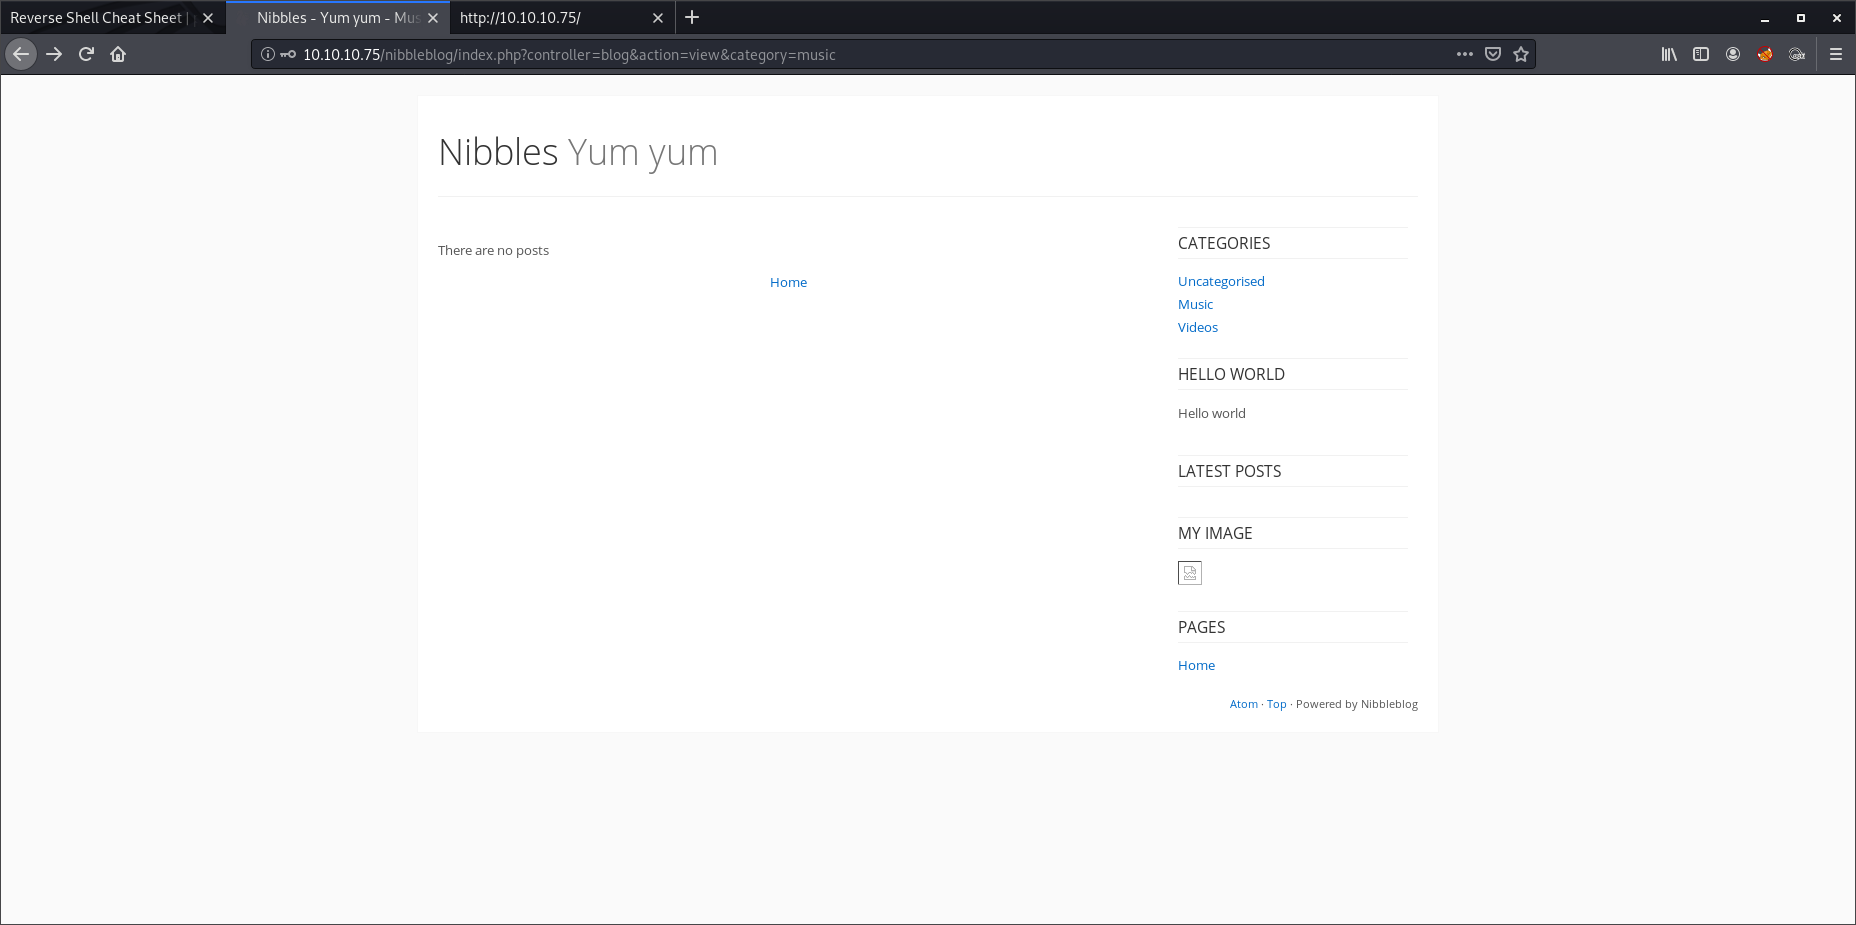 Reverse Shell Cheat Sheet |
Nibbles - Yum yum - Mus
http://10.10.10.75/
10.10.10.75/nibbleblog/index.php?controller=blog&action=view&category=music
Nibbles Yum yum
There are no posts
Home
CATEGORIES
Uncategorised
Music
Videos
HELLO WORLD
Hello world
LATEST POSTS
MY IMAGE
PAGES
Home
Atom · Top · Powered by Nibbleblog